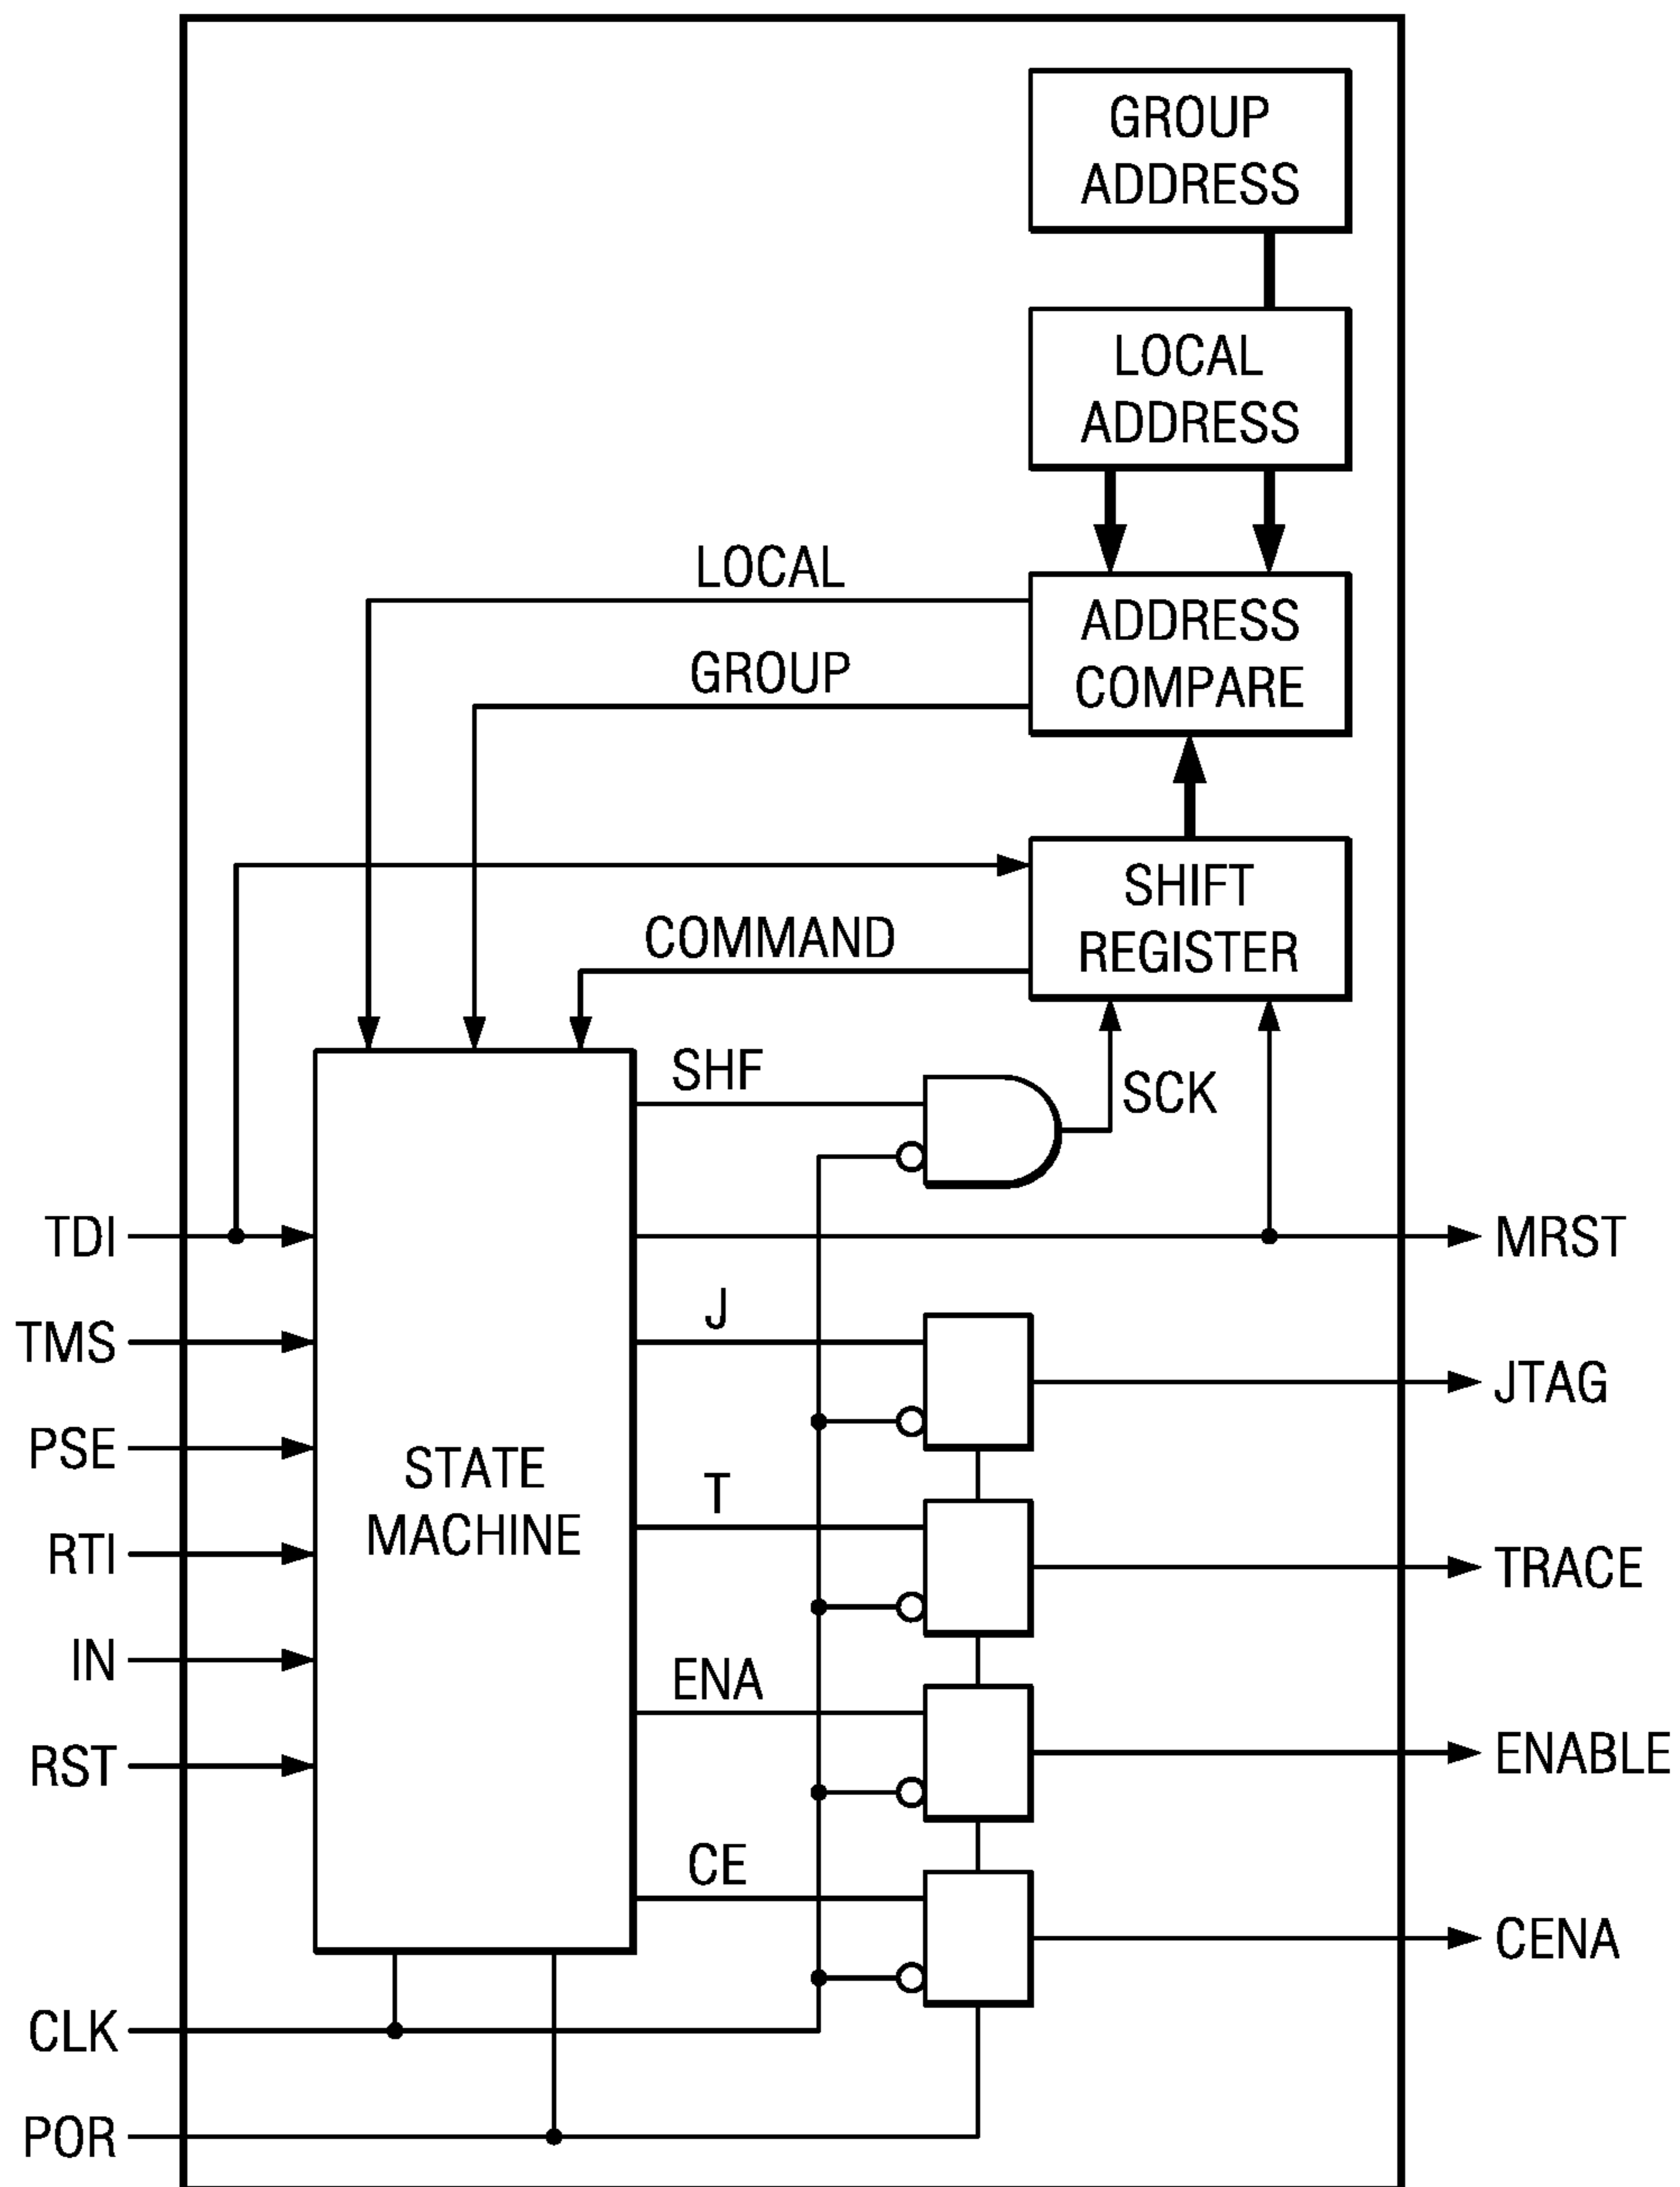 GROUP
ADDRESS
LOCAL
ADDRESS
LOCAL
ADDRESS
COMPARE
GROUP
SHIFT
REGISTER
COMMAND
SHF
SCK
TDI
MRST
J
TMS
JTAG
PSE
STATE
MACHINE
T
RTI
TRACE
IN
ENA
RST
ENABLE
CE
CENA
CLK
POR